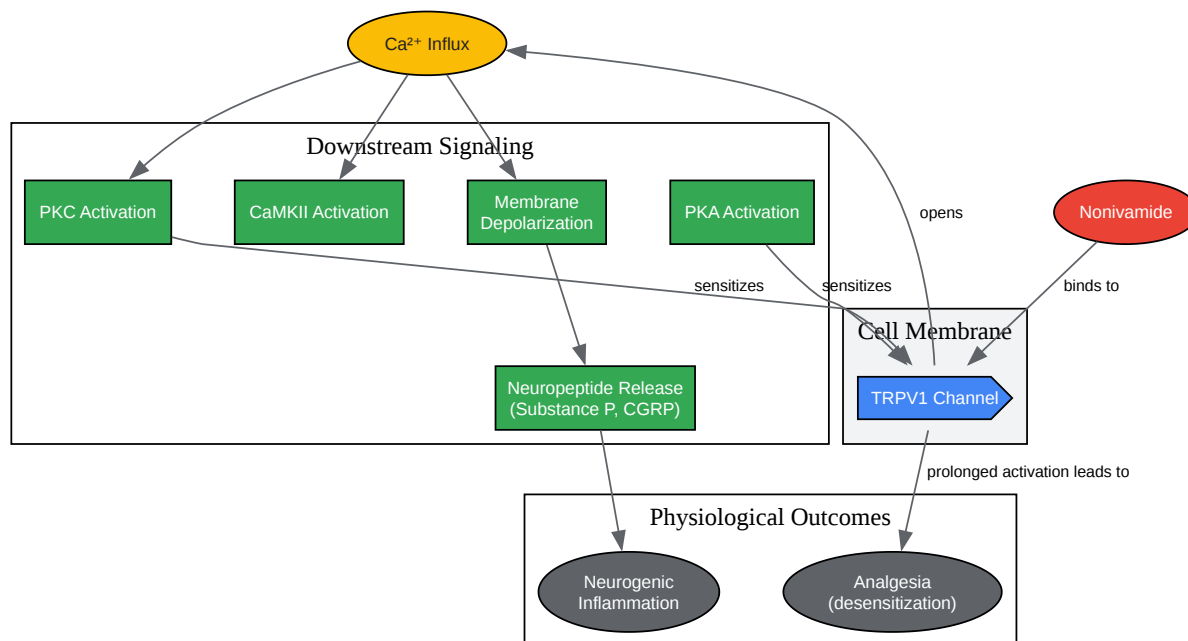 Ca²⁺ Influx
Downstream Signaling
PKC Activation
CaMKII Activation
Membrane
Depolarization
PKA Activation
opens
Nonivamide
sensitizes
sensitizes
binds to
Cell Membrane
Neuropeptide Release
(Substance P, CGRP)
TRPV1 Channel
prolonged activation leads to
Physiological Outcomes
Neurogenic
Inflammation
Analgesia
(desensitization)